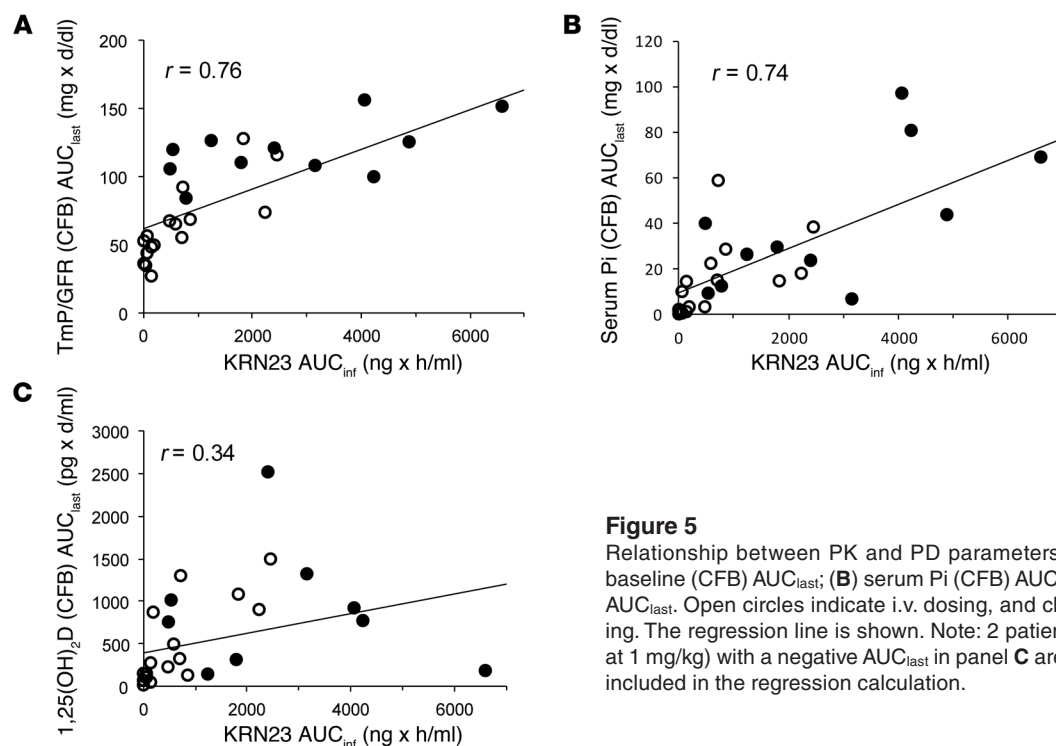 A
TmP/GFR (CFB) AUClast (mg x d/dl)
200
150
100
50
0
r = 0.76
0 2000 4000 6000
KRN23 AUCinf (ng x h/ml)
B
Serum Pi (CFB) AUClast (mg x d/dl)
120
100
80
60
40
20
0
r = 0.74
0 2000 4000 6000
KRN23 AUCinf (ng x h/ml)
C
1,25(OH)2D (CFB) AUClast (pg x d/ml)
3000
2500
2000
1500
1000
500
0
r = 0.34
0 2000 4000 6000
KRN23 AUCinf (ng x h/ml)
Figure 5
Relationship between PK and PD parameters
baseline (CFB) AUClast; (B) serum Pi (CFB) AUC
AUClast. Open circles indicate i.v. dosing, and cl
ing. The regression line is shown. Note: 2 patien
at 1 mg/kg) with a negative AUClast in panel C are
included in the regression calculation.